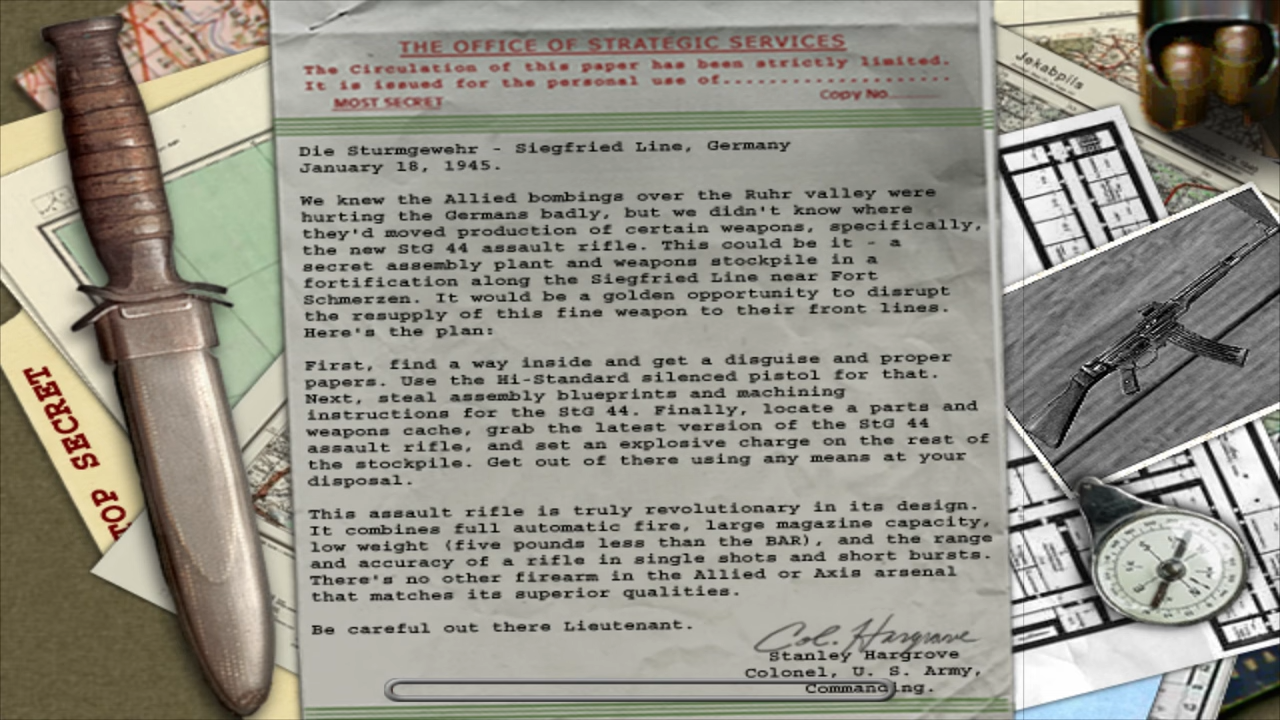 THE OFFICE OF STRATEGIC SERVICES
The Circulation of this paper has been strictly limited.
It is issued for the personal use of.....................
MOST SECRET
Copy No.......
Jekabpils
Die Sturmgewehr - Siegfried Line, Germany
January 18, 1945.
We knew the Allied bombings over the Ruhr valley were
hurting the Germans badly, but we didn't know where
they'd moved production of certain weapons, specifically,
the new StG 44 assault rifle. This could be it - a
secret assembly plant and weapons stockpile in a
fortification along the Siegfried Line near Fort
Schmerzen. It would be a golden opportunity to disrupt
the resupply of this fine weapon to their front lines.
Here's the plan:
First, find a way inside and get a disguise and proper
papers. Use the Hi-Standard silenced pistol for that.
Next, steal assembly blueprints and machining
instructions for the StG 44. Finally, locate a parts and
weapons cache, grab the latest version of the StG 44
assault rifle, and set an explosive charge on the rest of
the stockpile. Get out of there using any means at your
disposal.
TOP SECRET
This assault rifle is truly revolutionary in its design.
It combines full automatic fire, large magazine capacity,
low weight (five pounds less than the BAR), and the range
and accuracy of a rifle in single shots and short bursts.
There's no other firearm in the Allied or Axis arsenal
that matches its superior qualities.
Be careful out there Lieutenant.
Col. Hargrove
Stanley Hargrove
Colonel, U. S. Army,
Commanding.